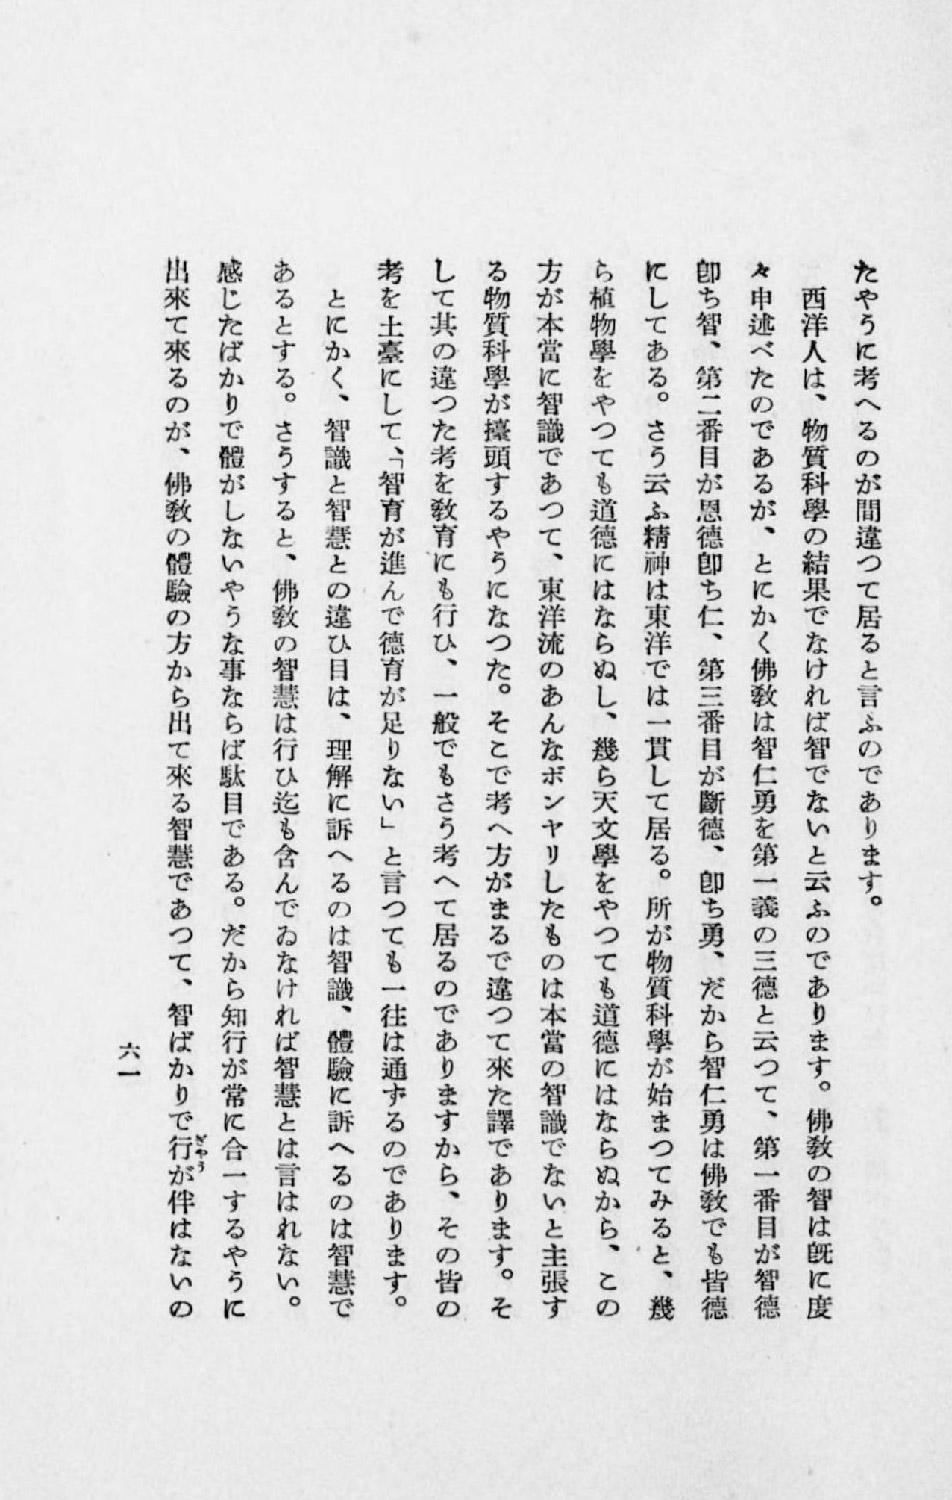 たやうに考へるのが間違つて居ると言ふのであります。
西洋人は、物質科學の結果でなければ智でないと云ふのであります。佛敎の智は既に度
々申述べたのであるが、とにかく佛敎は智仁勇を第一義の三德と云つて、第一番目が智德
卽ち智、第二番目が恩德卽ち仁、第三番目が斷德、卽ち勇、だから智仁勇は佛敎でも皆德
にしてある。さう云ふ精神は東洋では一貫して居る。所が物質科學が始まつてみると、幾
ら植物學をやつても道德にはならぬし、幾ら天文學をやつても道德にはならぬから、この
方が本當に智識であつて、東洋流のあんなボンヤリしたものは本當の智識でないと主張す
る物質科學が擡頭するやうになつた。そこで考へ方がまるで違つて來た譯であります。そ
して其の違つた考を敎育にも行ひ、一般でもさう考へて居るのでありますから、その皆の
考を土臺にして、「智育が進んで德育が足りない」と言つても一往は通ずるのであります。
とにかく、智識と智慧との違ひ目は、理解に訴へるのは智識、體驗に訴へるのは智慧で
あるとする。さうすると、佛敎の智慧は行ひ迄も含んでゐなければ智慧とは言はれない。
感じたばかりで體がしないやうな事ならば駄目である。だから知行が常に合一するやうに
出來て來るのが、佛敎の體驗の方から出て來る智慧であつて、智ばかりで行ぎやうが伴はないの
六一